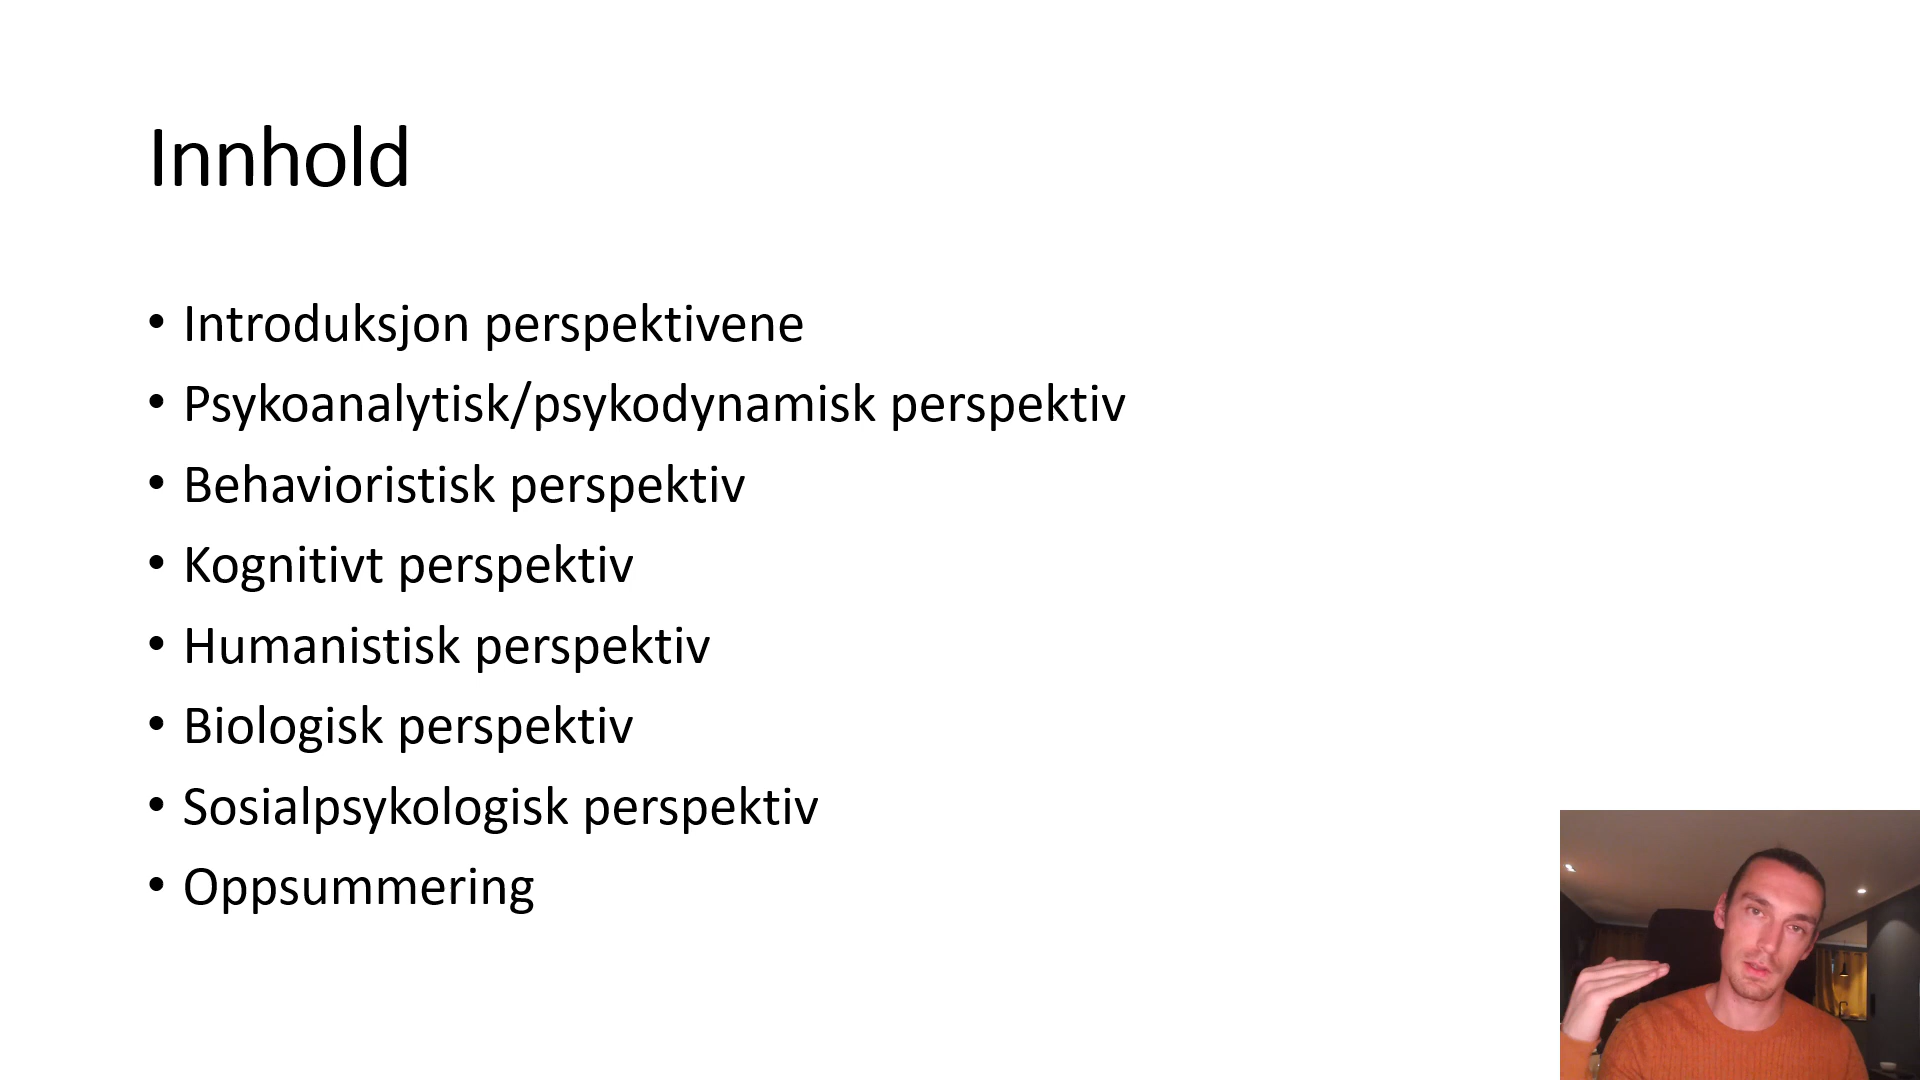 Innhold
• Introduksjon perspektivene
• Psykoanalytisk/psykodynamisk perspektiv
• Behavioristisk perspektiv
• Kognitivt perspektiv
• Humanistisk perspektiv
• Biologisk perspektiv
• Sosialpsykologisk perspektiv
• Oppsummering